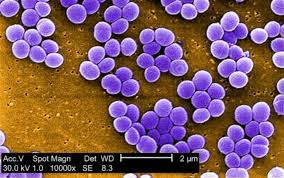 Acc.V Spot Magn Det WD 2 µm
30.0 kV 1.0 10000x SE 8.3